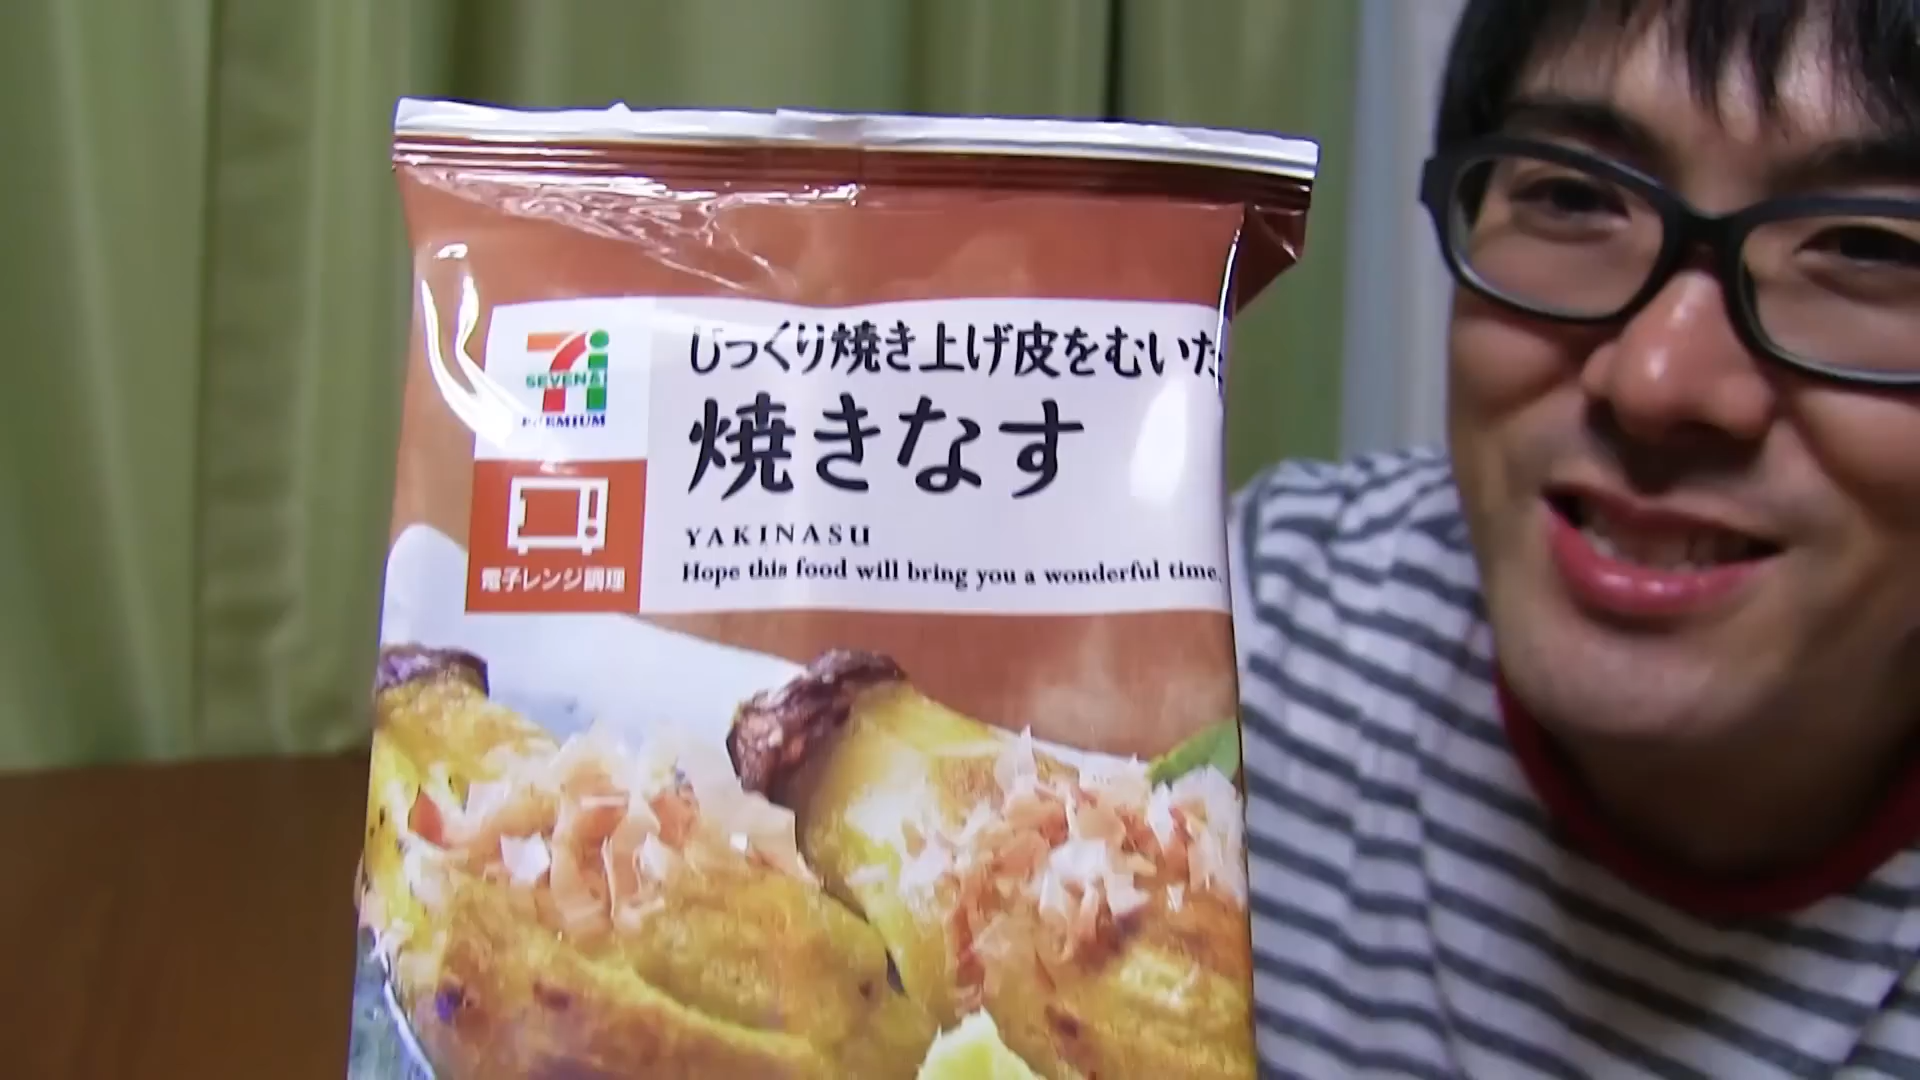 じっくり焼き上げ皮をむいた
焼きなす
YAKINASU
Hope this food will bring you a wonderful time.
SEVEN&i
PREMIUM
電子レンジ調理